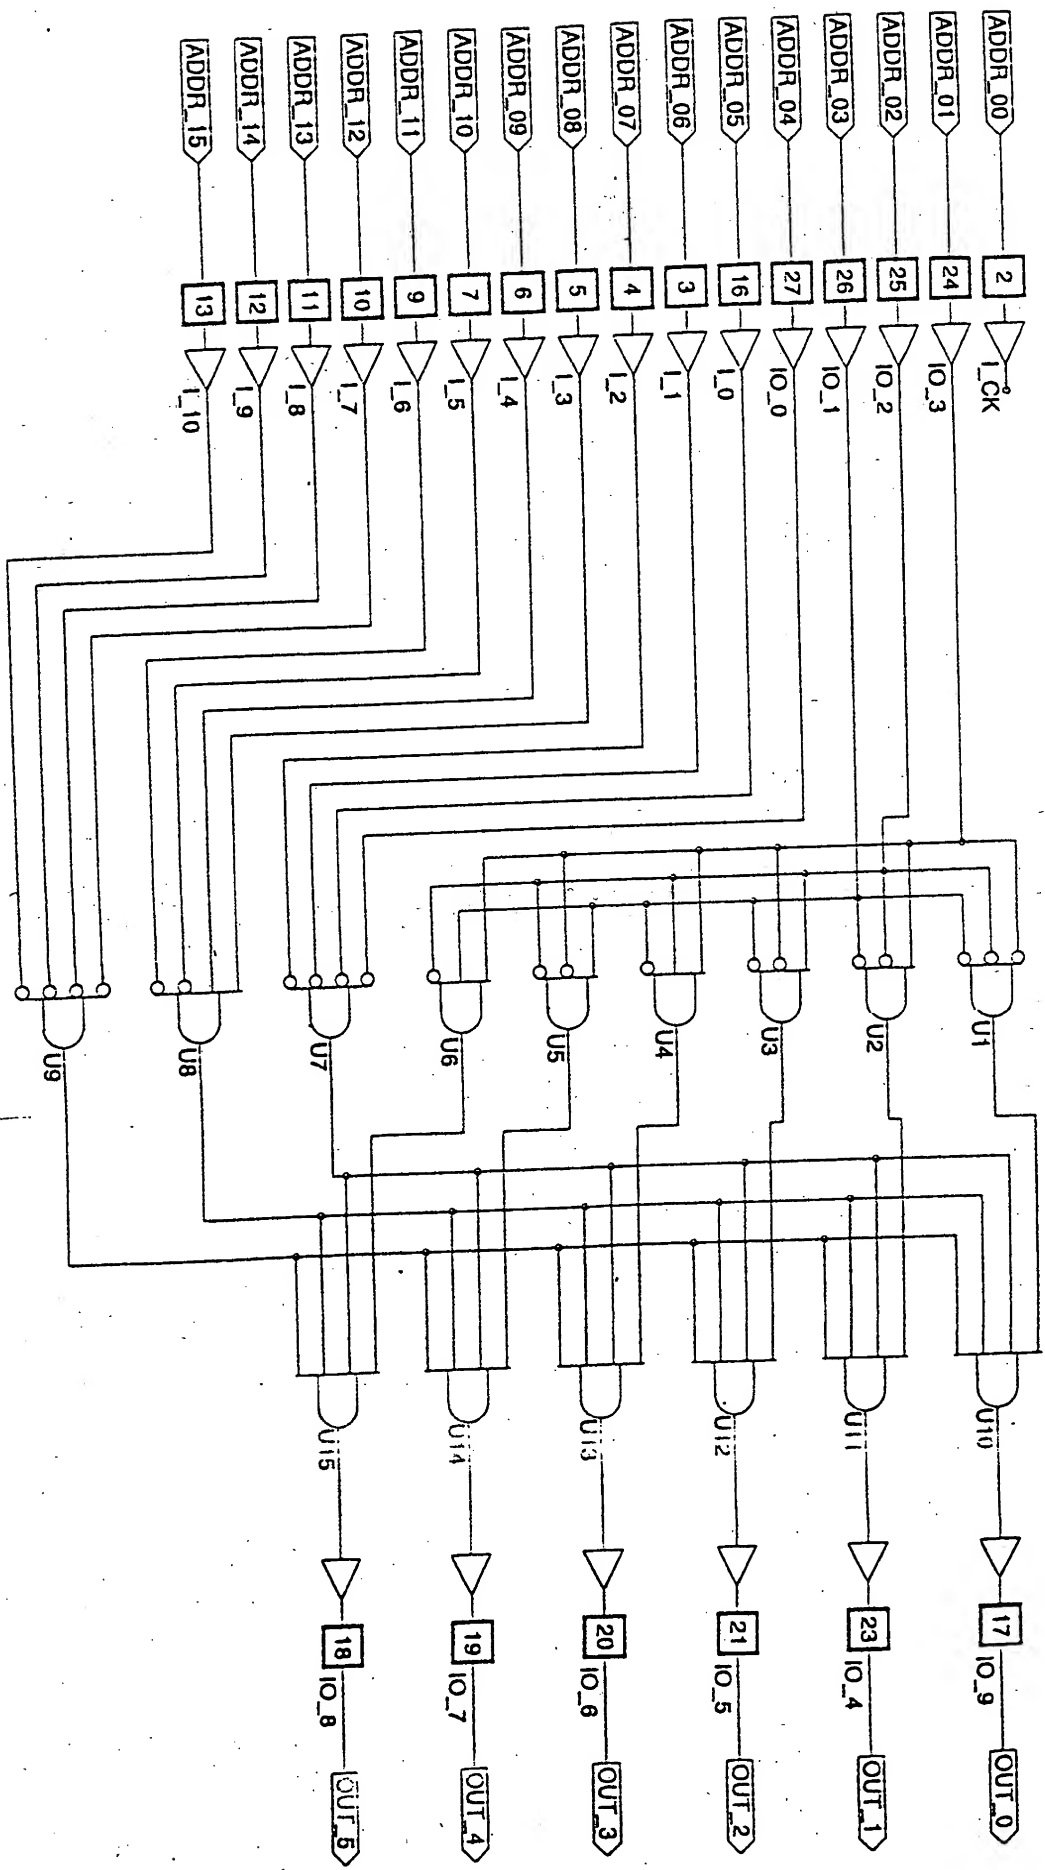 ADDR_00
2
I_CK
ADDR_01
24
IO_3
ADDR_02
25
IO_2
ADDR_03
26
IO_1
ADDR_04
27
IO_0
ADDR_05
16
I_0
ADDR_06
3
I_1
ADDR_07
4
I_2
ADDR_08
5
I_3
ADDR_09
6
I_4
ADDR_10
7
I_5
ADDR_11
9
I_6
ADDR_12
10
I_7
ADDR_13
11
I_8
ADDR_14
12
I_9
ADDR_15
13
I_10
U1
U2
U3
U4
U5
U6
U7
U8
U9
U10
17
IO_9
OUT_0
U11
23
IO_4
OUT_1
U12
21
IO_5
OUT_2
U13
20
IO_6
OUT_3
U14
19
IO_7
OUT_4
U15
18
IO_8
OUT_5